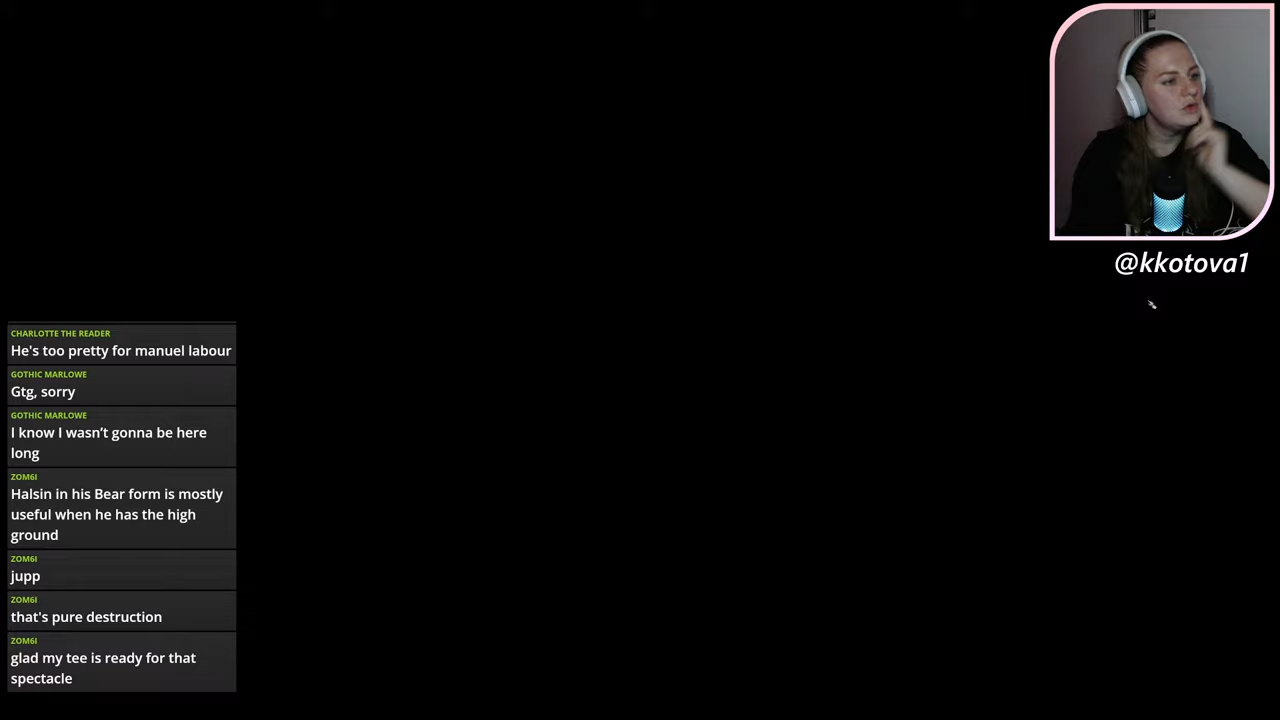 @kkotova1
CHARLOTTE THE READER
He's too pretty for manuel labour
GOTHIC MARLOWE
Gtg, sorry
GOTHIC MARLOWE
I know I wasn't gonna be here
long
ZOM6I
Halsin in his Bear form is mostly
useful when he has the high
ground
ZOM6I
jupp
ZOM6I
that's pure destruction
ZOM6I
glad my tee is ready for that
spectacle